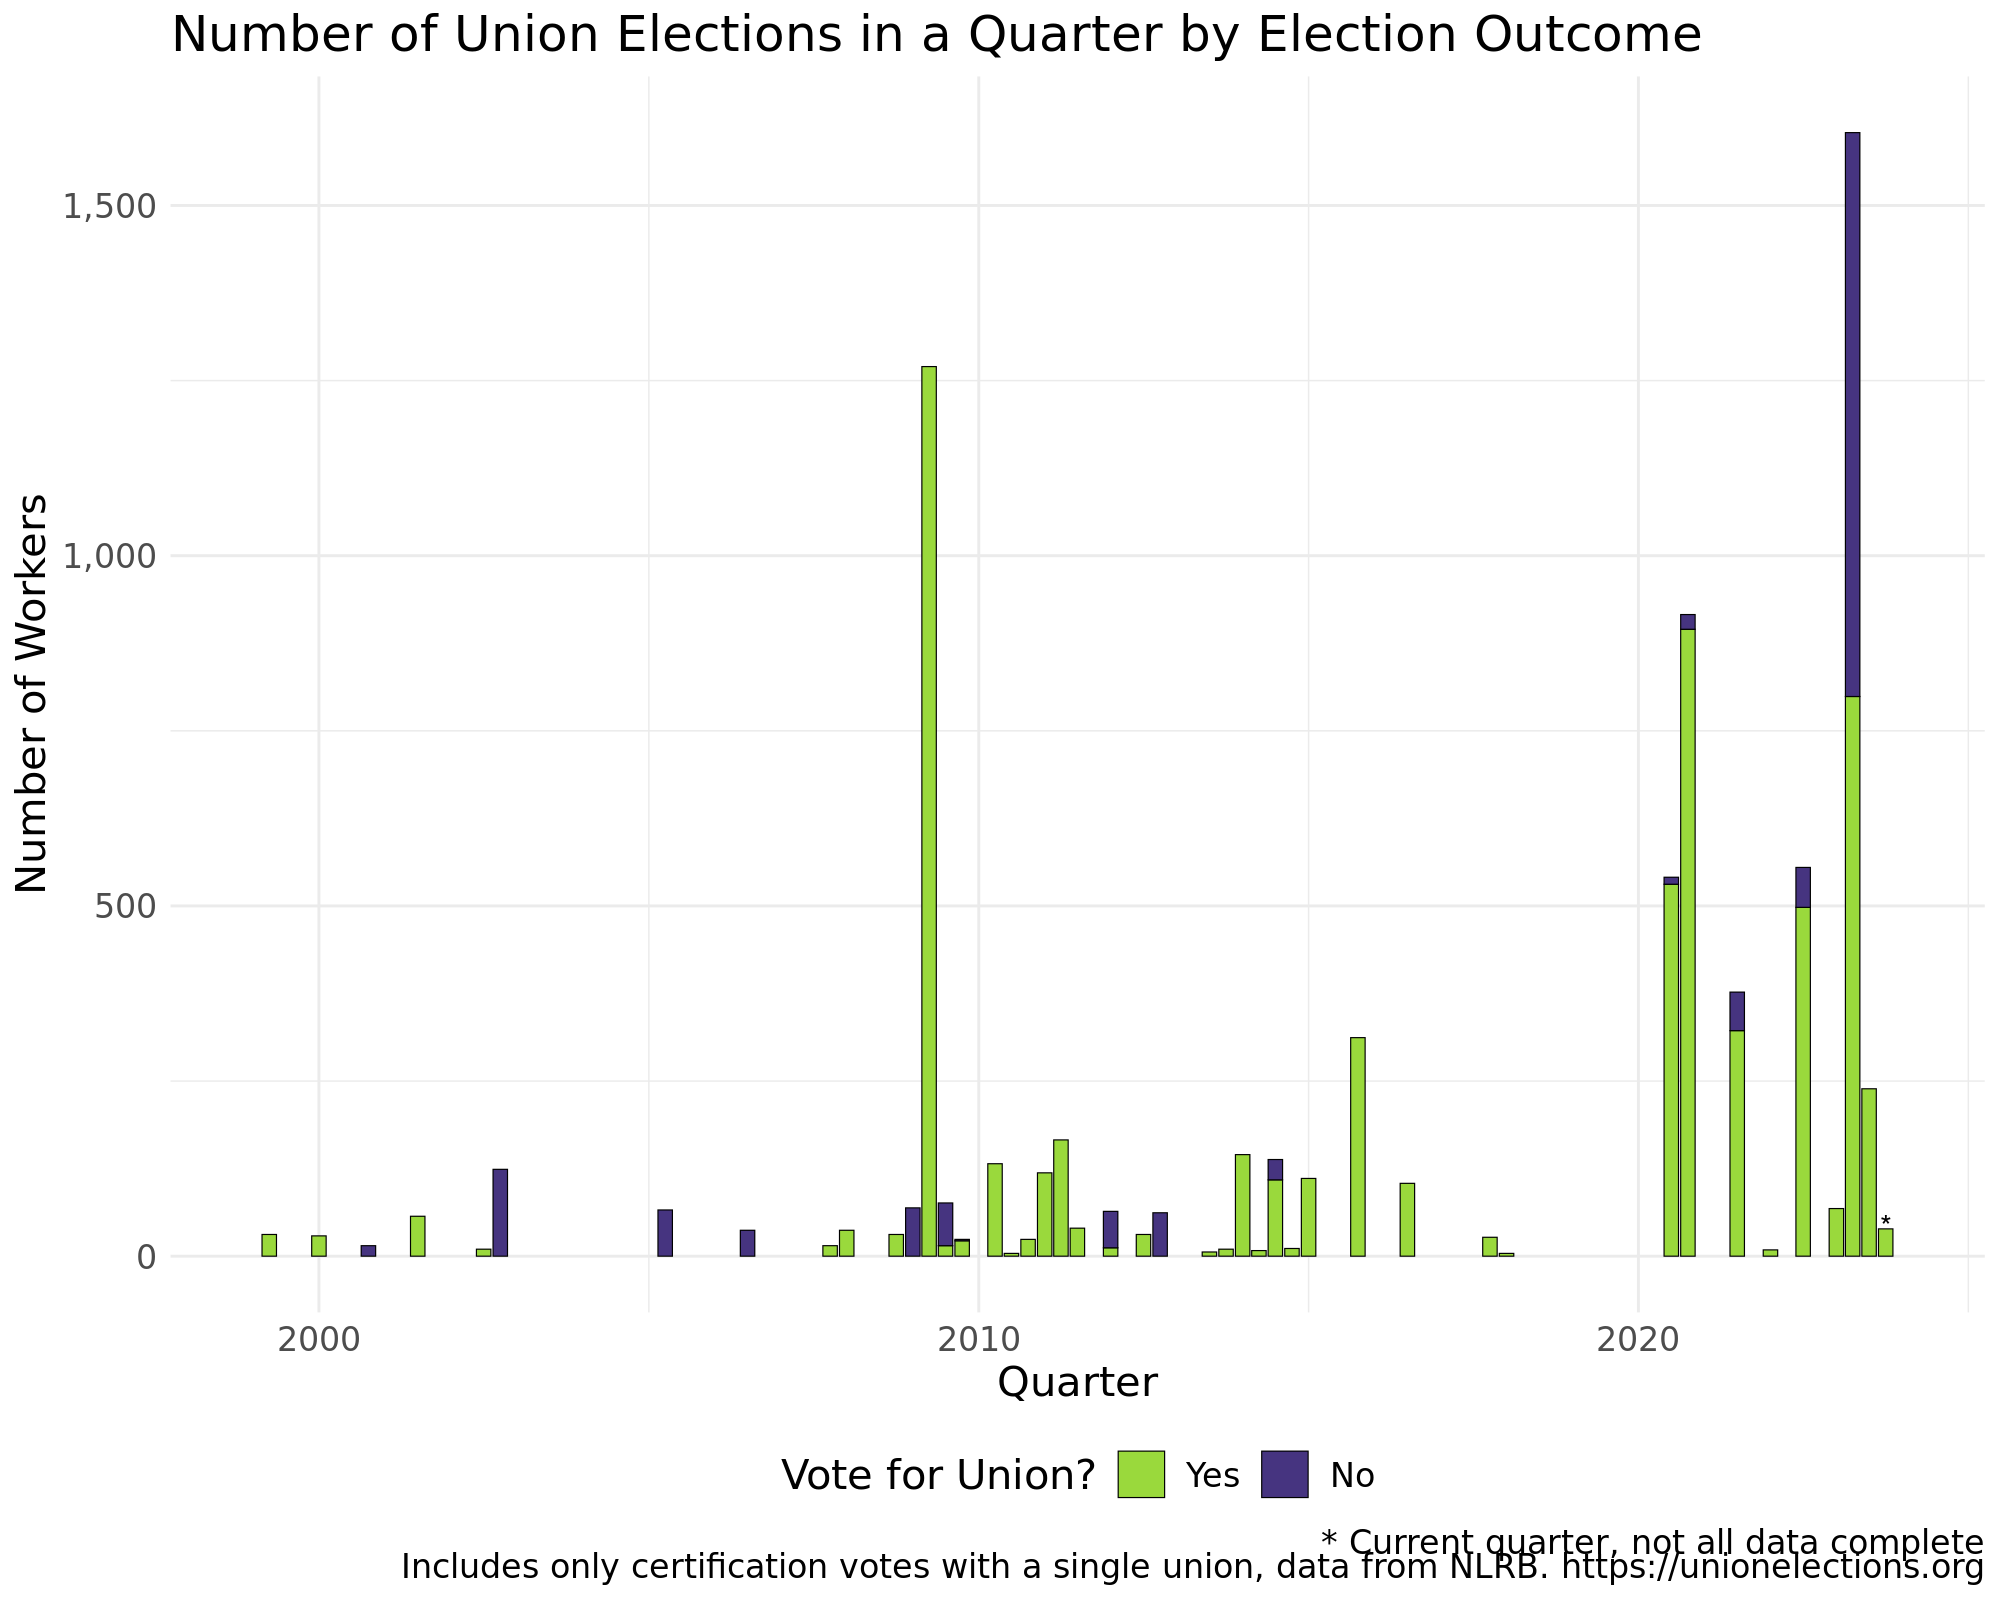 Number of Union Elections in a Quarter by Election Outcome
Number of Workers
1,500
1,000
500
0
*
2000 2010 2020
Quarter
Vote for Union? Yes No
* Current quarter, not all data complete
Includes only certification votes with a single union, data from NLRB. https://unionelections.org